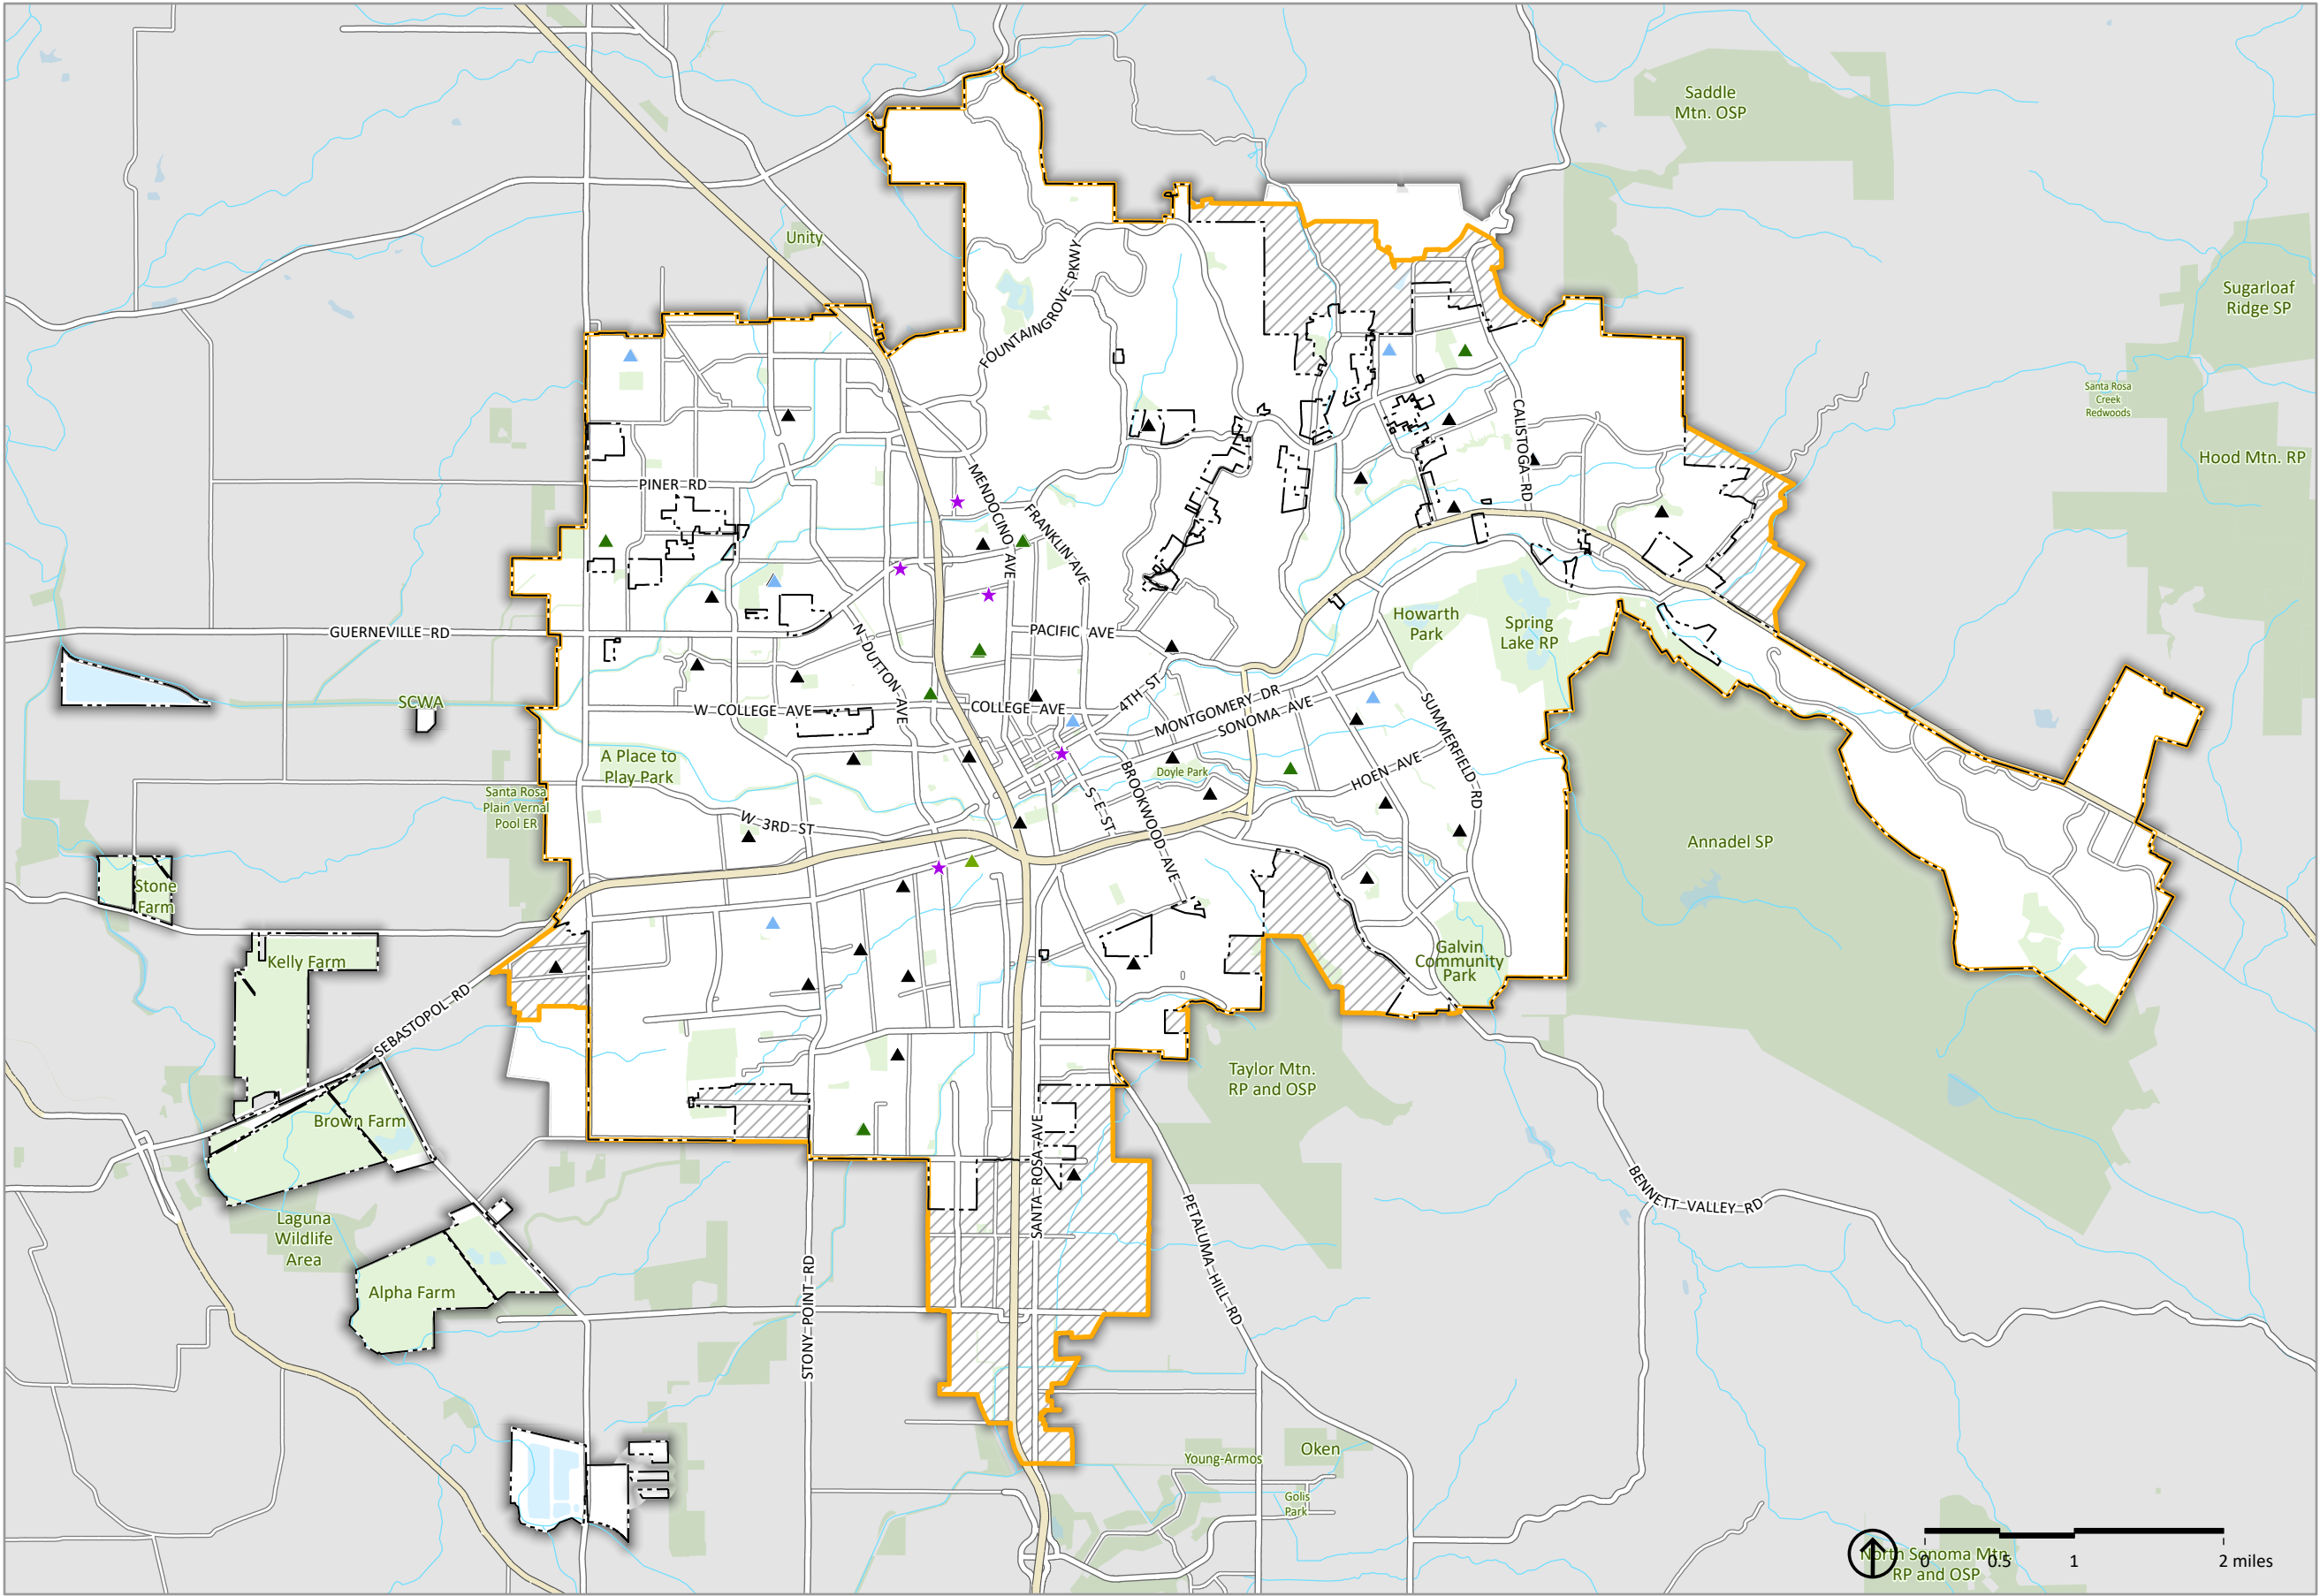 Saddle
Mtn. OSP
Unity
Sugarloaf
Ridge SP
FOUNTAINGROVE PKWY
Santa Rosa
Creek
Redwoods
CALISTOGA RD
Hood Mtn. RP
PINER RD
MENDOCINO AVE
FRANKLIN AVE
Howarth
Park
Spring
Lake RP
GUERNEVILLE RD
PACIFIC AVE
N DUTTON AVE
SCWA
W COLLEGE AVE
COLLEGE AVE
4TH ST
MONTGOMERY DR
SONOMA AVE
SUMMERFIELD RD
A Place to
Play Park
Doyle Park
HOEN AVE
BROOKWOOD AVE
S E ST
Santa Rosa
Plain Vernal
Pool ER
W 3RD ST
Annadel SP
Stone
Farm
Kelly Farm
Galvin
Community
Park
SEBASTOPOL RD
Taylor Mtn.
RP and OSP
Brown Farm
SANTA ROSA AVE
BENNETT VALLEY RD
PETALUMA HILL RD
Laguna
Wildlife
Area
Alpha Farm
STONY POINT RD
Young-Armos
Oken
Golis
Park
North Sonoma Mtn.
RP and OSP
0 0.5 1 2 miles